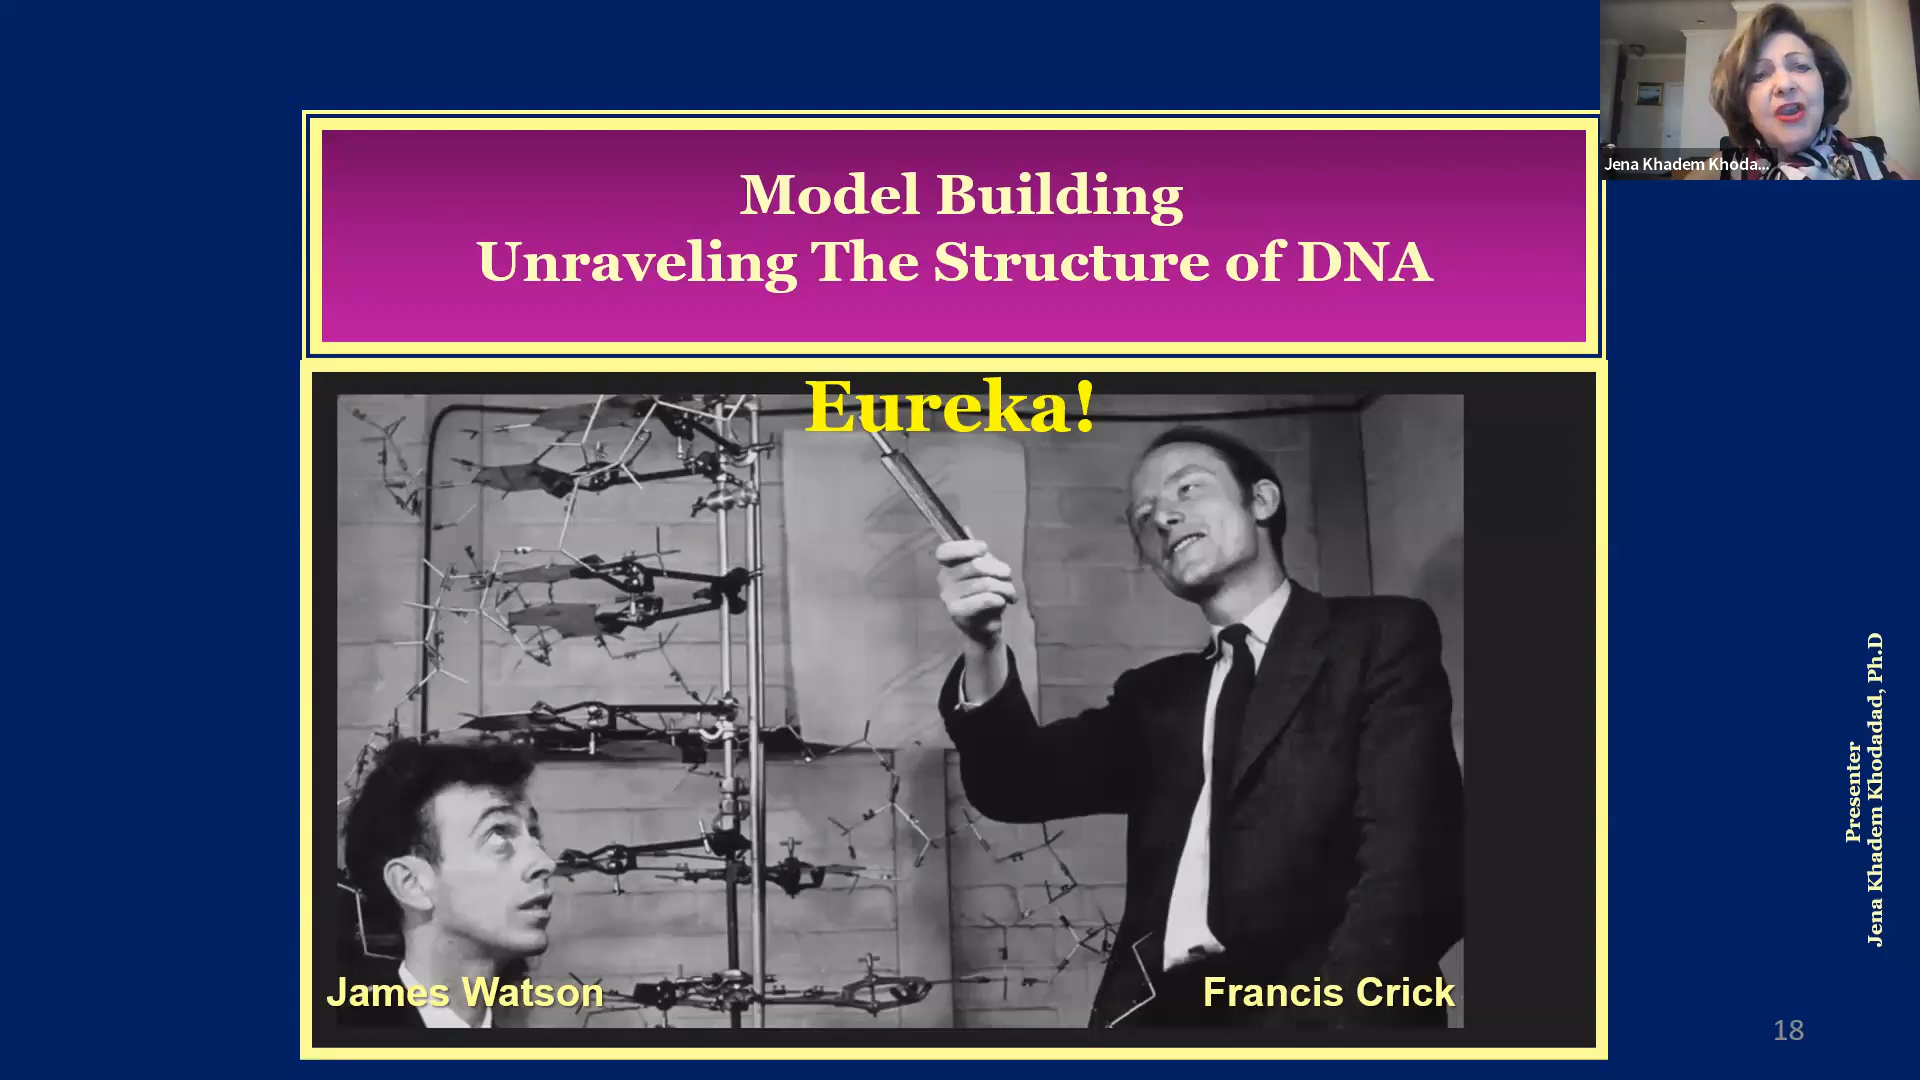 Model Building
Unraveling The Structure of DNA
Eureka!
James Watson
Francis Crick
Jena Khadem Khoda...
Presenter
Jena Khadem Khodadad, Ph.D
18